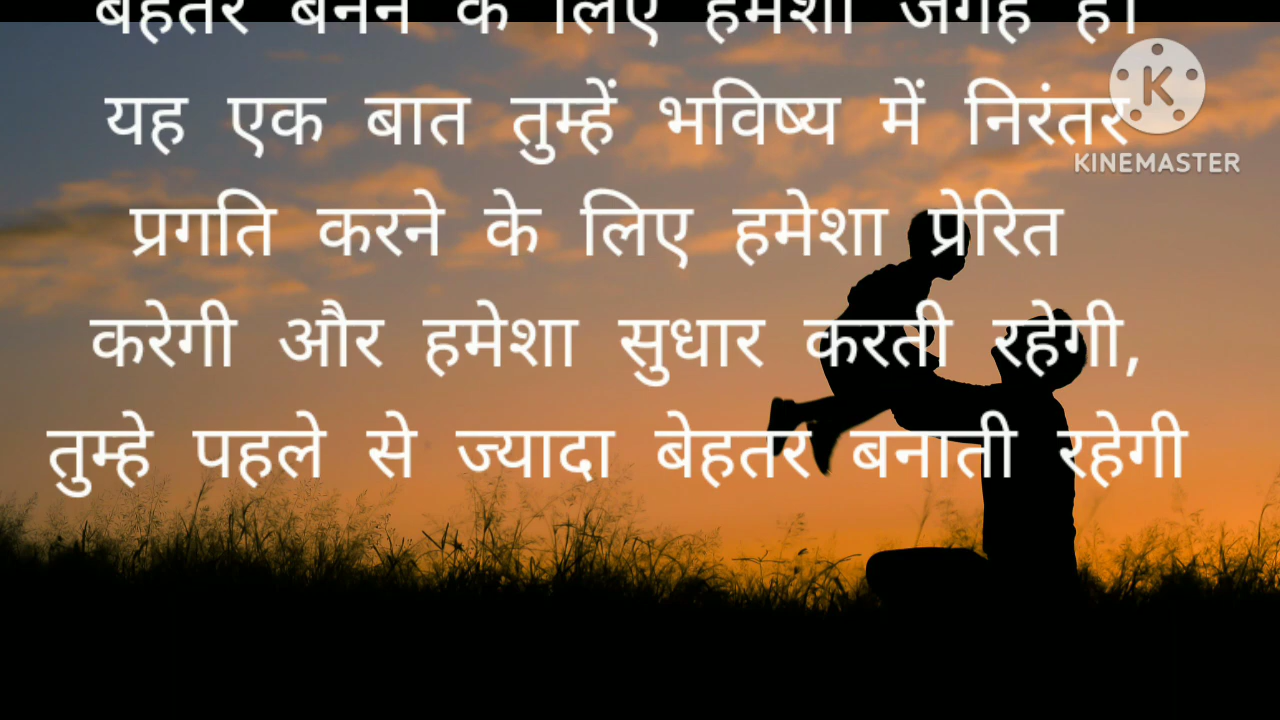 बेहतर बनने के लिए हमेशा जगह है।
यह एक बात तुम्हें भविष्य में निरंतर
प्रगति करने के लिए हमेशा प्रेरित
करेगी और हमेशा सुधार करती रहेगी,
तुम्हे पहले से ज्यादा बेहतर बनाती रहेगी
KINEMASTER